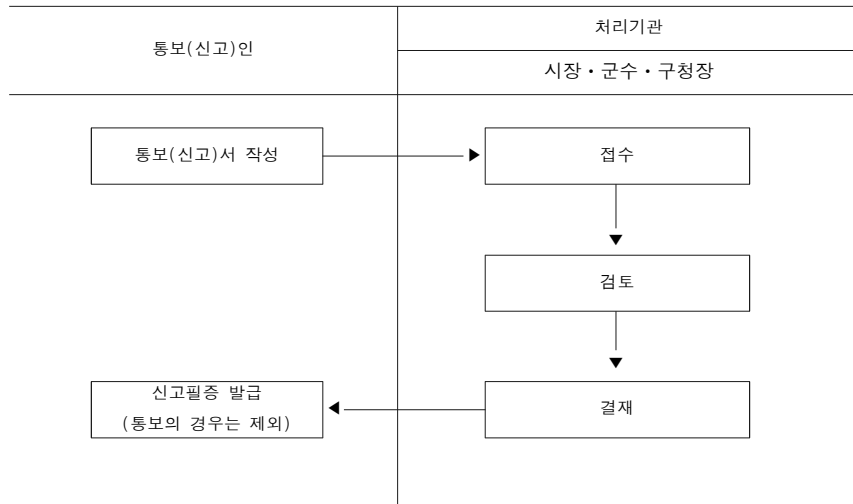 통보(신고)인
처리기관
시장·군수·구청장
통보(신고)서 작성
접수
검토
신고필증 발급
(통보의 경우는 제외)
결재